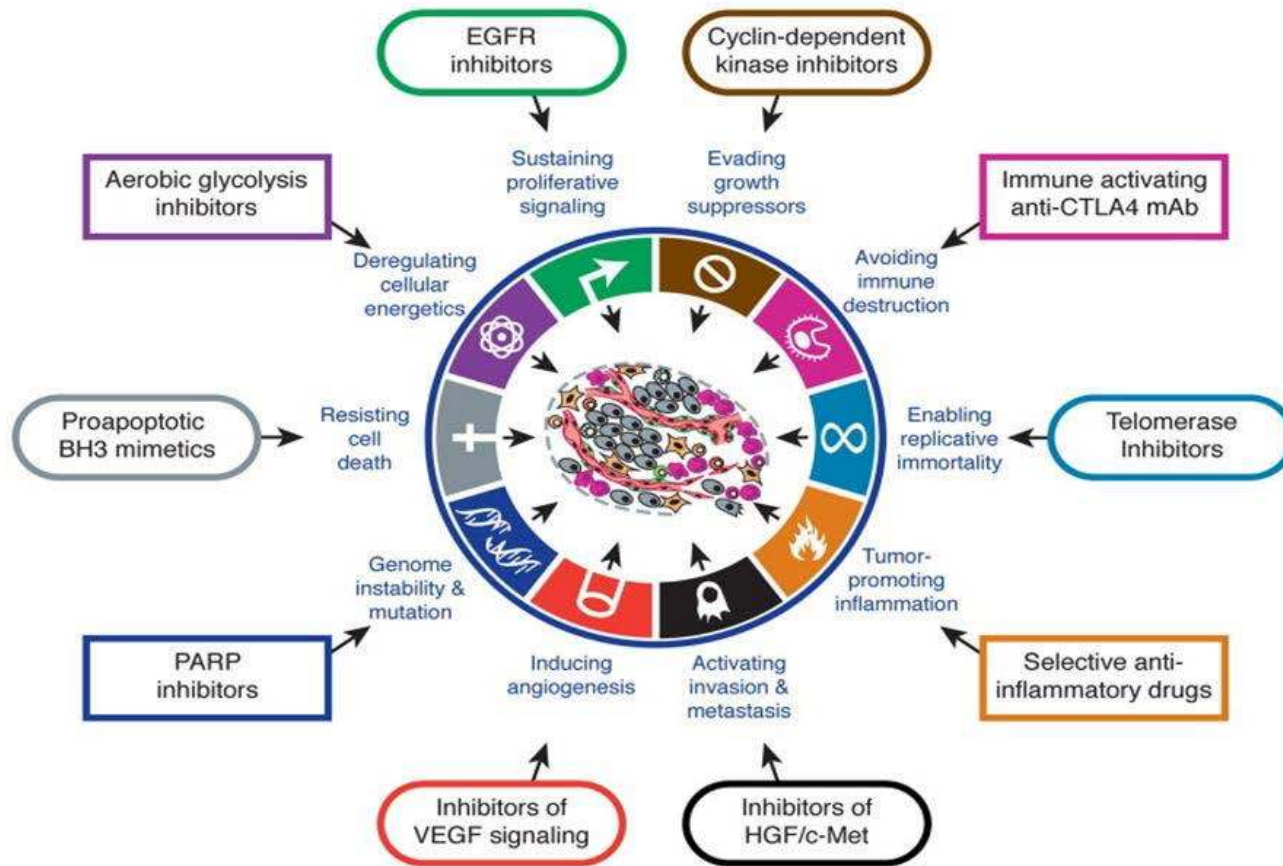 EGFR
inhibitors
Cyclin-dependent
kinase inhibitors
Sustaining
proliferative
signaling
Evading
growth
suppressors
Aerobic glycolysis
inhibitors
Immune activating
anti-CTLA4 mAb
Deregulating
cellular
energetics
Avoiding
immune
destruction
Proapoptotic
BH3 mimetics
Resisting
cell
death
Enabling
replicative
immortality
Telomerase
Inhibitors
Genome
instability &
mutation
Tumor-
promoting
inflammation
PARP
inhibitors
Inducing
angiogenesis
Activating
invasion &
metastasis
Selective anti-
inflammatory drugs
Inhibitors of
VEGF signaling
Inhibitors of
HGF/c-Met